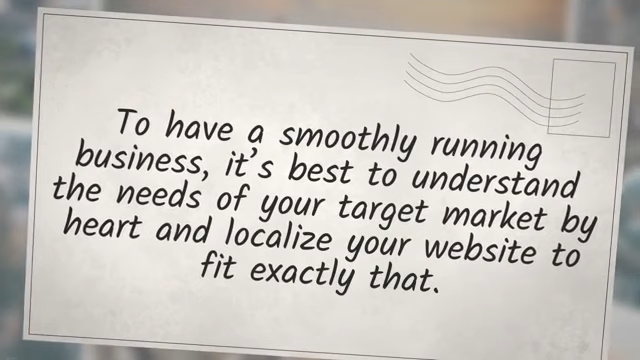 To have a smoothly running
business, it's best to understand
the needs of your target market by
heart and localize your website to
fit exactly that.